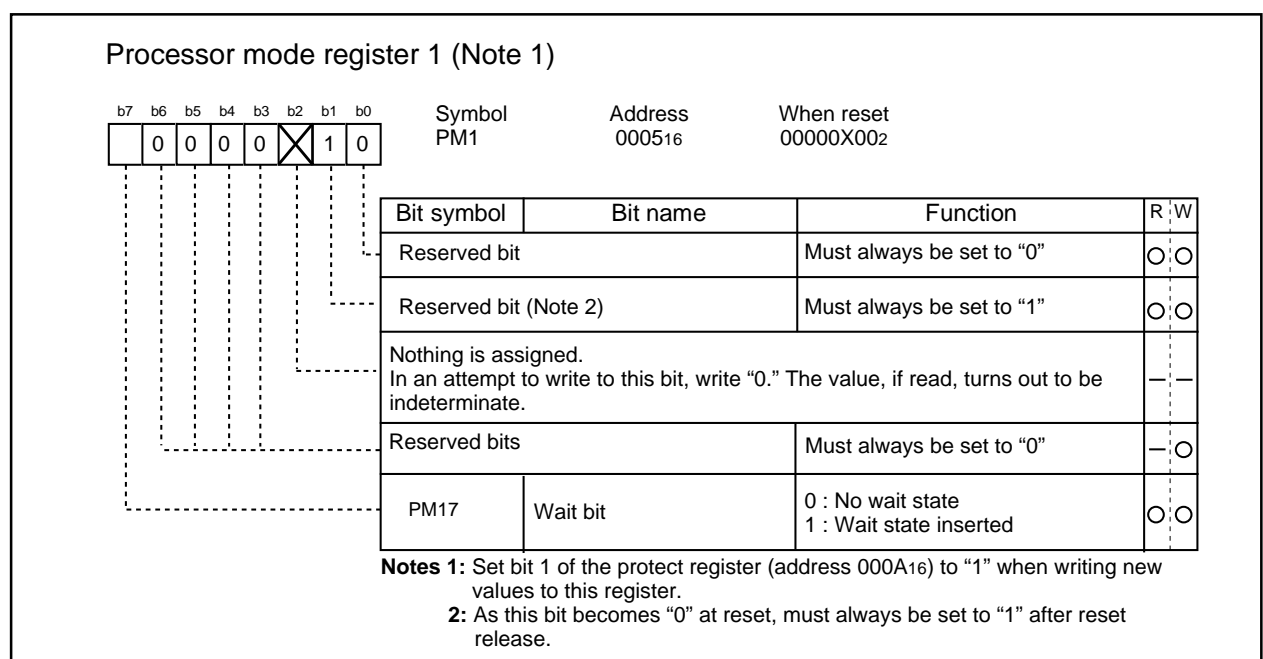 Processor mode register 1 (Note 1)
b7 b6 b5 b4 b3 b2 b1 b0 Symbol Address When reset
0 0 0 0 1 0 PM1 000516 00000X002
Bit symbol Bit name Function R W
Reserved bit Must always be set to “0”
Reserved bit (Note 2) Must always be set to “1”
Nothing is assigned.
In an attempt to write to this bit, write “0.” The value, if read, turns out to be
indeterminate.
Reserved bits Must always be set to “0”
PM17 Wait bit 0 : No wait state
1 : Wait state inserted
Notes 1: Set bit 1 of the protect register (address 000A16) to “1” when writing new
values to this register.
2: As this bit becomes “0” at reset, must always be set to “1” after reset
release.